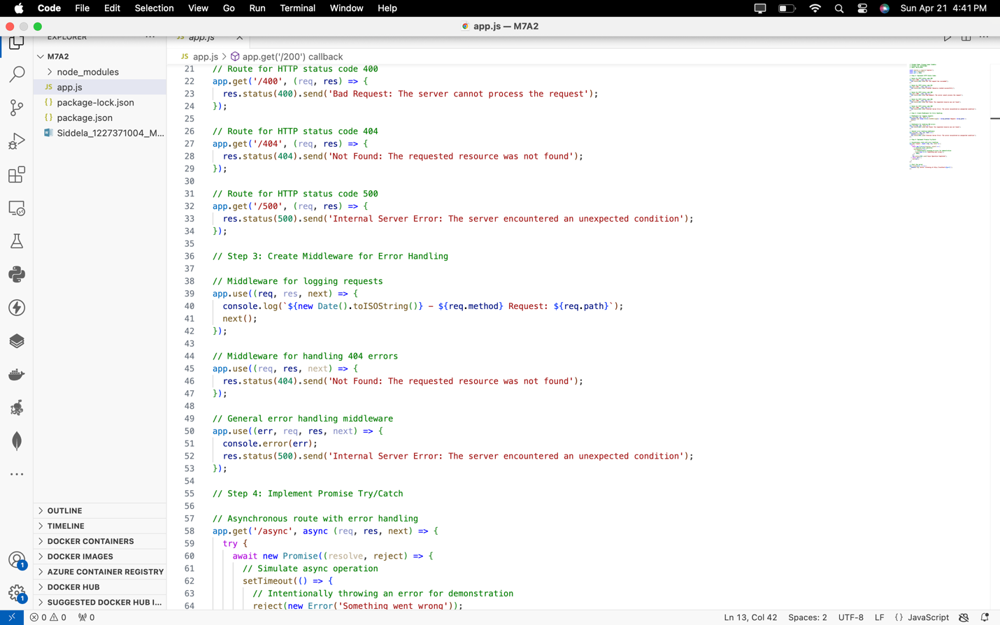 Code File Edit Selection View Go Run Terminal Window Help Sun Apr 21 4:41 PM
app.js — M7A2
EXPLORER ...
JS app.js
M7A2
node_modules
JS app.js
{} package-lock.json
{} package.json
Siddela_1227371004_M...
OUTLINE
TIMELINE
DOCKER CONTAINERS
DOCKER IMAGES
AZURE CONTAINER REGISTRY
DOCKER HUB
SUGGESTED DOCKER HUB I...
1
1
JS app.js > app.get('/200') callback
21 // Route for HTTP status code 400
22 app.get('/400', (req, res) => {
23 res.status(400).send('Bad Request: The server cannot process the request');
24 });
25
26 // Route for HTTP status code 404
27 app.get('/404', (req, res) => {
28 res.status(404).send('Not Found: The requested resource was not found');
29 });
30
31 // Route for HTTP status code 500
32 app.get('/500', (req, res) => {
33 res.status(500).send('Internal Server Error: The server encountered an unexpected condition');
34 });
35
36 // Step 3: Create Middleware for Error Handling
37
38 // Middleware for logging requests
39 app.use((req, res, next) => {
40 console.log(`${new Date().toISOString()} - ${req.method} Request: ${req.path}`);
41 next();
42 });
43
44 // Middleware for handling 404 errors
45 app.use((req, res, next) => {
46 res.status(404).send('Not Found: The requested resource was not found');
47 });
48
49 // General error handling middleware
50 app.use((err, req, res, next) => {
51 console.error(err);
52 res.status(500).send('Internal Server Error: The server encountered an unexpected condition');
53 });
54
55 // Step 4: Implement Promise Try/Catch
56
57 // Asynchronous route with error handling
58 app.get('/async', async (req, res, next) => {
59 try {
60 await new Promise((resolve, reject) => {
61 // Simulate async operation
62 setTimeout(() => {
63 // Intentionally throwing an error for demonstration
64 reject(new Error('Something went wrong'));
0 0 0 Ln 13, Col 42 Spaces: 2 UTF-8 LF {} JavaScript